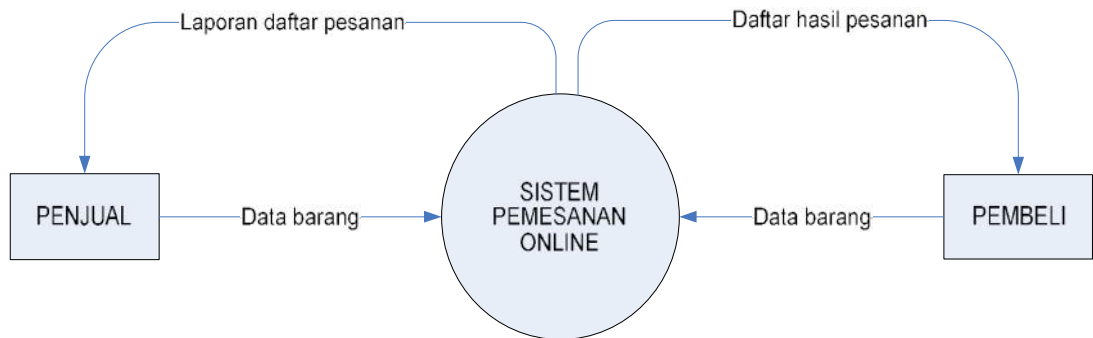 Laporan daftar pesanan
Daftar hasil pesanan
PENJUAL
Data barang
SISTEM
PEMESANAN
ONLINE
Data barang
PEMBELI